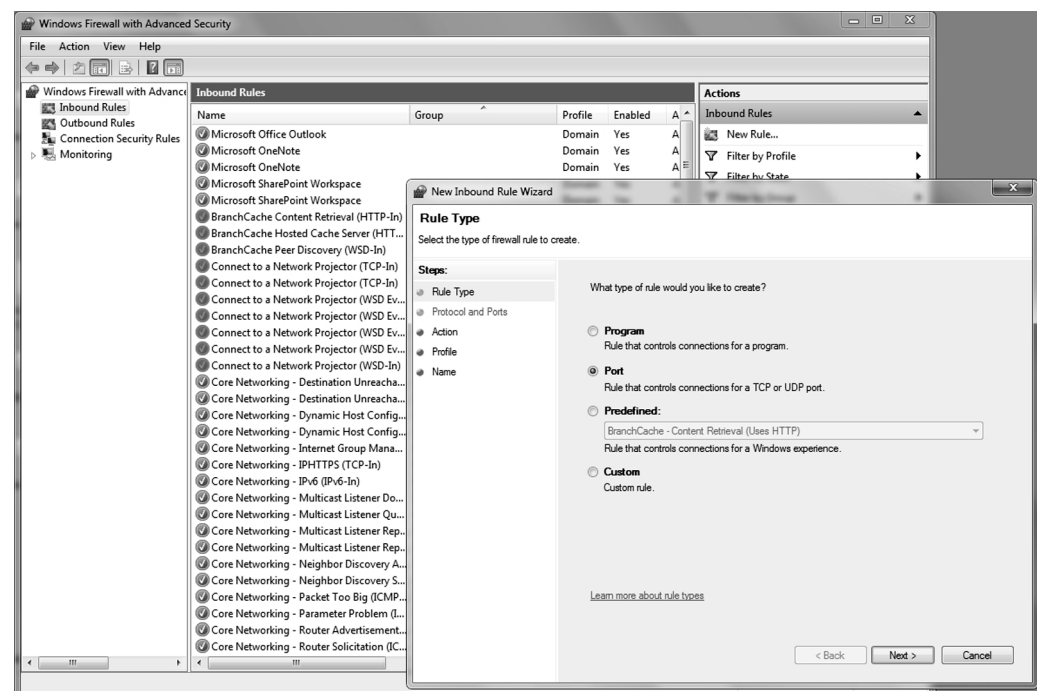 Windows Firewall with Advanced Security
File Action View Help
Windows Firewall with Advance
Inbound Rules
Outbound Rules
Connection Security Rules
Monitoring
Inbound Rules
Name Group Profile Enabled A
Microsoft Office Outlook Domain Yes A
Microsoft OneNote Domain Yes A
Microsoft OneNote Domain Yes A
Microsoft SharePoint Workspace
Microsoft SharePoint Workspace
BranchCache Content Retrieval (HTTP-In)
BranchCache Hosted Cache Server (HTT...
BranchCache Peer Discovery (WSD-In)
Connect to a Network Projector (TCP-In)
Connect to a Network Projector (TCP-In)
Connect to a Network Projector (WSD Ev...
Connect to a Network Projector (WSD Ev...
Connect to a Network Projector (WSD Ev...
Connect to a Network Projector (WSD Ev...
Connect to a Network Projector (WSD-In)
Core Networking - Destination Unreacha...
Core Networking - Destination Unreacha...
Core Networking - Dynamic Host Config...
Core Networking - Dynamic Host Config...
Core Networking - Internet Group Mana...
Core Networking - IPHTTPS (TCP-In)
Core Networking - IPv6 (IPv6-In)
Core Networking - Multicast Listener Do...
Core Networking - Multicast Listener Qu...
Core Networking - Multicast Listener Rep...
Core Networking - Multicast Listener Rep...
Core Networking - Neighbor Discovery A...
Core Networking - Neighbor Discovery S...
Core Networking - Packet Too Big (ICMP...
Core Networking - Parameter Problem (I...
Core Networking - Router Advertisement...
Core Networking - Router Solicitation (IC...
Actions
Inbound Rules
New Rule...
Filter by Profile
Filter by State
New Inbound Rule Wizard
Rule Type
Select the type of firewall rule to create.
Steps:
Rule Type
Protocol and Ports
Action
Profile
Name
What type of rule would you like to create?
Program
Rule that controls connections for a program.
Port
Rule that controls connections for a TCP or UDP port.
Predefined:
BranchCache - Content Retrieval (Uses HTTP)
Rule that controls connections for a Windows experience.
Custom
Custom rule.
Learn more about rule types
< Back Next > Cancel